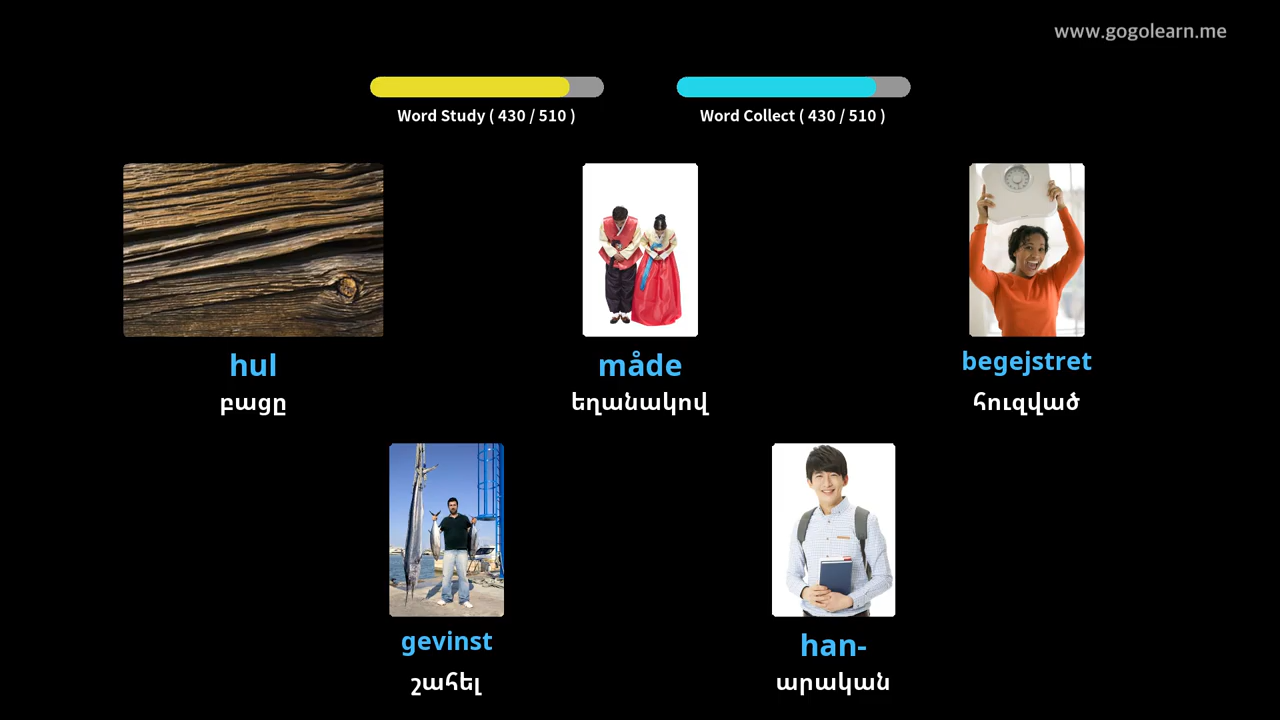 www.gogolearn.me
Word Study ( 430 / 510 )
Word Collect ( 430 / 510 )
hul
բացը
måde
եղանակով
begejstret
հուզված
gevinst
շահել
han-
արական